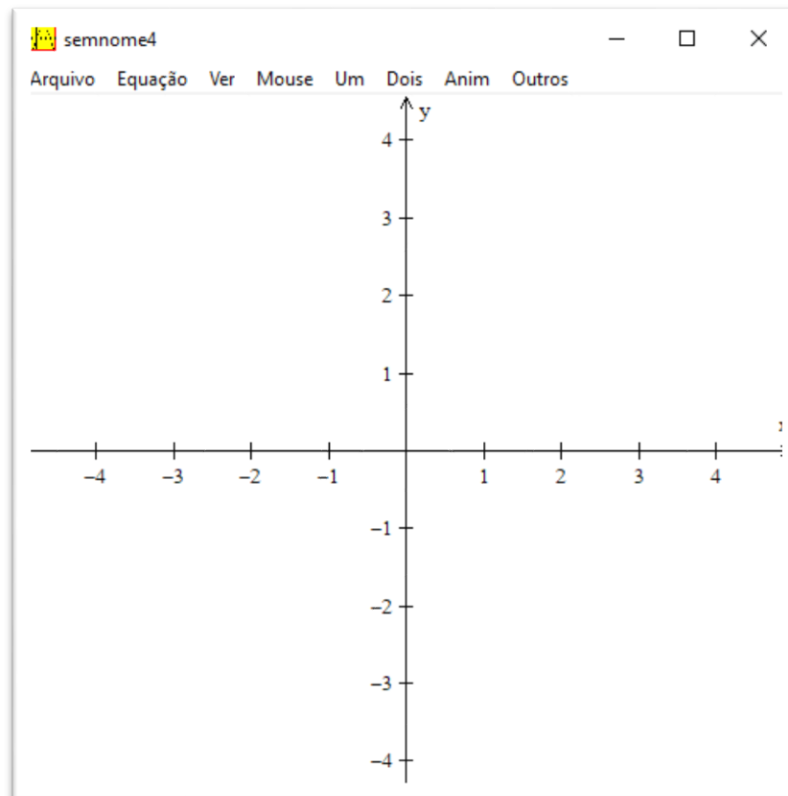 semnome4
Arquivo Equação Ver Mouse Um Dois Anim Outros
y
4
3
2
1
–4 –3 –2 –1 1 2 3 4
–1
–2
–3
–4